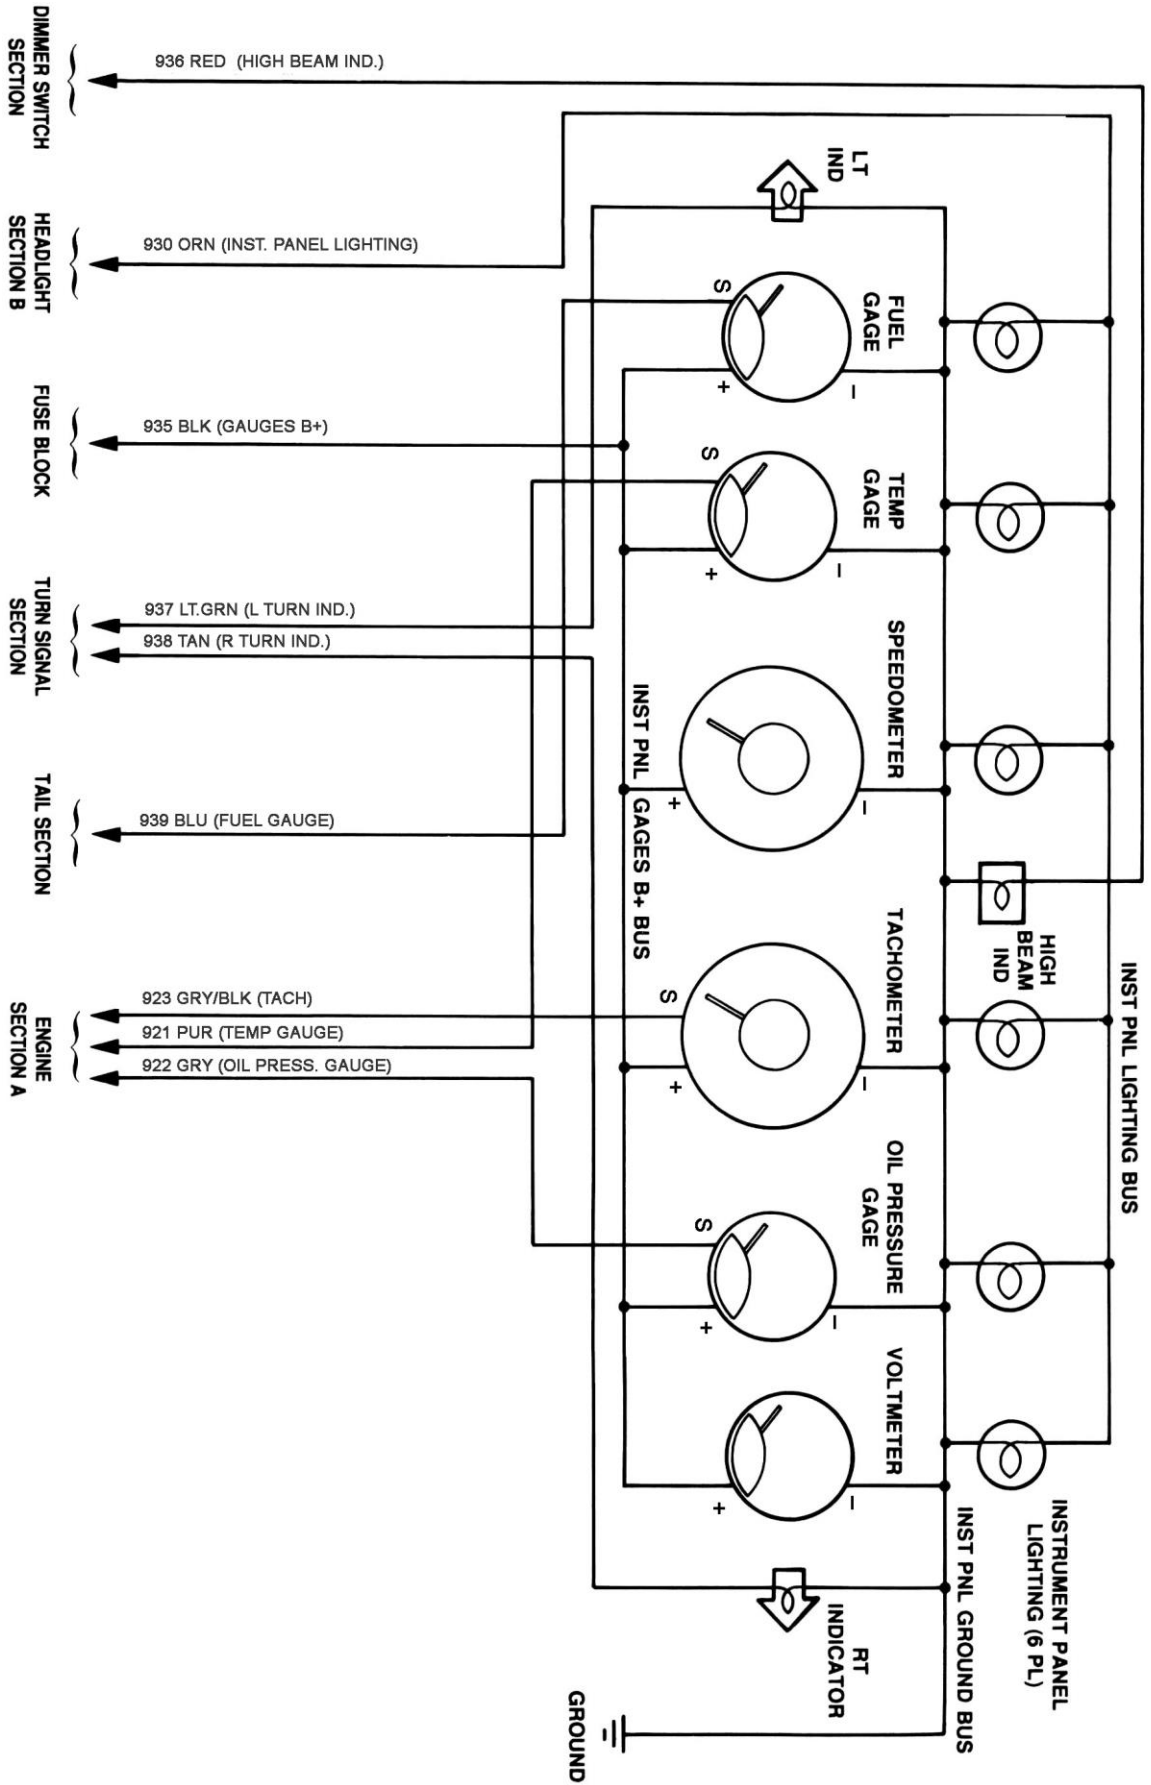 DIMMER SWITCH
SECTION
936 RED (HIGH BEAM IND.)
HEADLIGHT
SECTION B
930 ORN (INST. PANEL LIGHTING)
FUSE BLOCK
935 BLK (GAUGES B+)
TURN SIGNAL
SECTION
937 LT.GRN (L TURN IND.)
938 TAN (R TURN IND.)
TAIL SECTION
939 BLU (FUEL GAUGE)
ENGINE
SECTION A
923 GRY/BLK (TACH)
921 PUR (TEMP GAUGE)
922 GRY (OIL PRESS. GAUGE)
LT
IND
FUEL
GAGE
S
+
−
TEMP
GAGE
S
+
−
SPEEDOMETER
+
−
INST PNL GAGES B+ BUS
HIGH
BEAM
IND
TACHOMETER
S
+
−
INST PNL LIGHTING BUS
OIL PRESSURE
GAGE
S
+
−
VOLTMETER
+
−
INSTRUMENT PANEL
LIGHTING (6 PL)
INST PNL GROUND BUS
RT
INDICATOR
GROUND